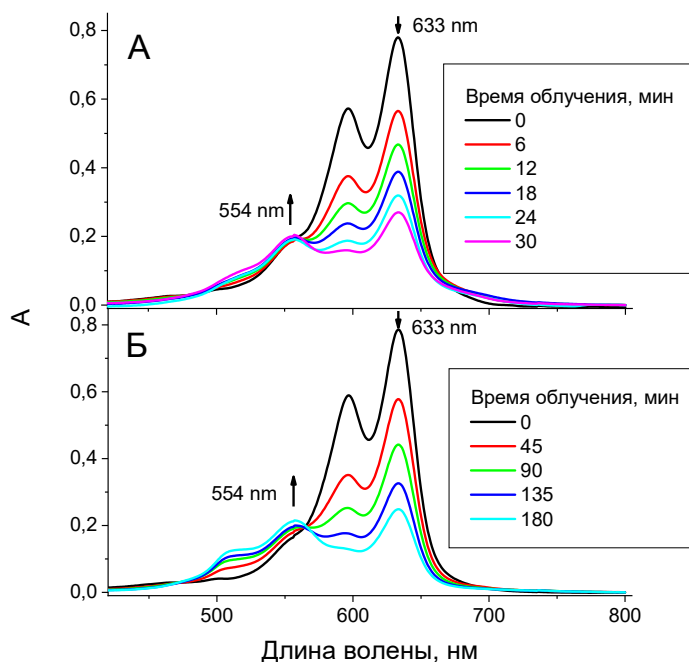 А
633 nm
554 nm
Время облучения, мин
0
6
12
18
24
30
0,8
0,6
0,4
0,2
0,0
А
Б
633 nm
554 nm
Время облучения, мин
0
45
90
135
180
0,8
0,6
0,4
0,2
0,0
500 600 700 800
Длина волены, нм